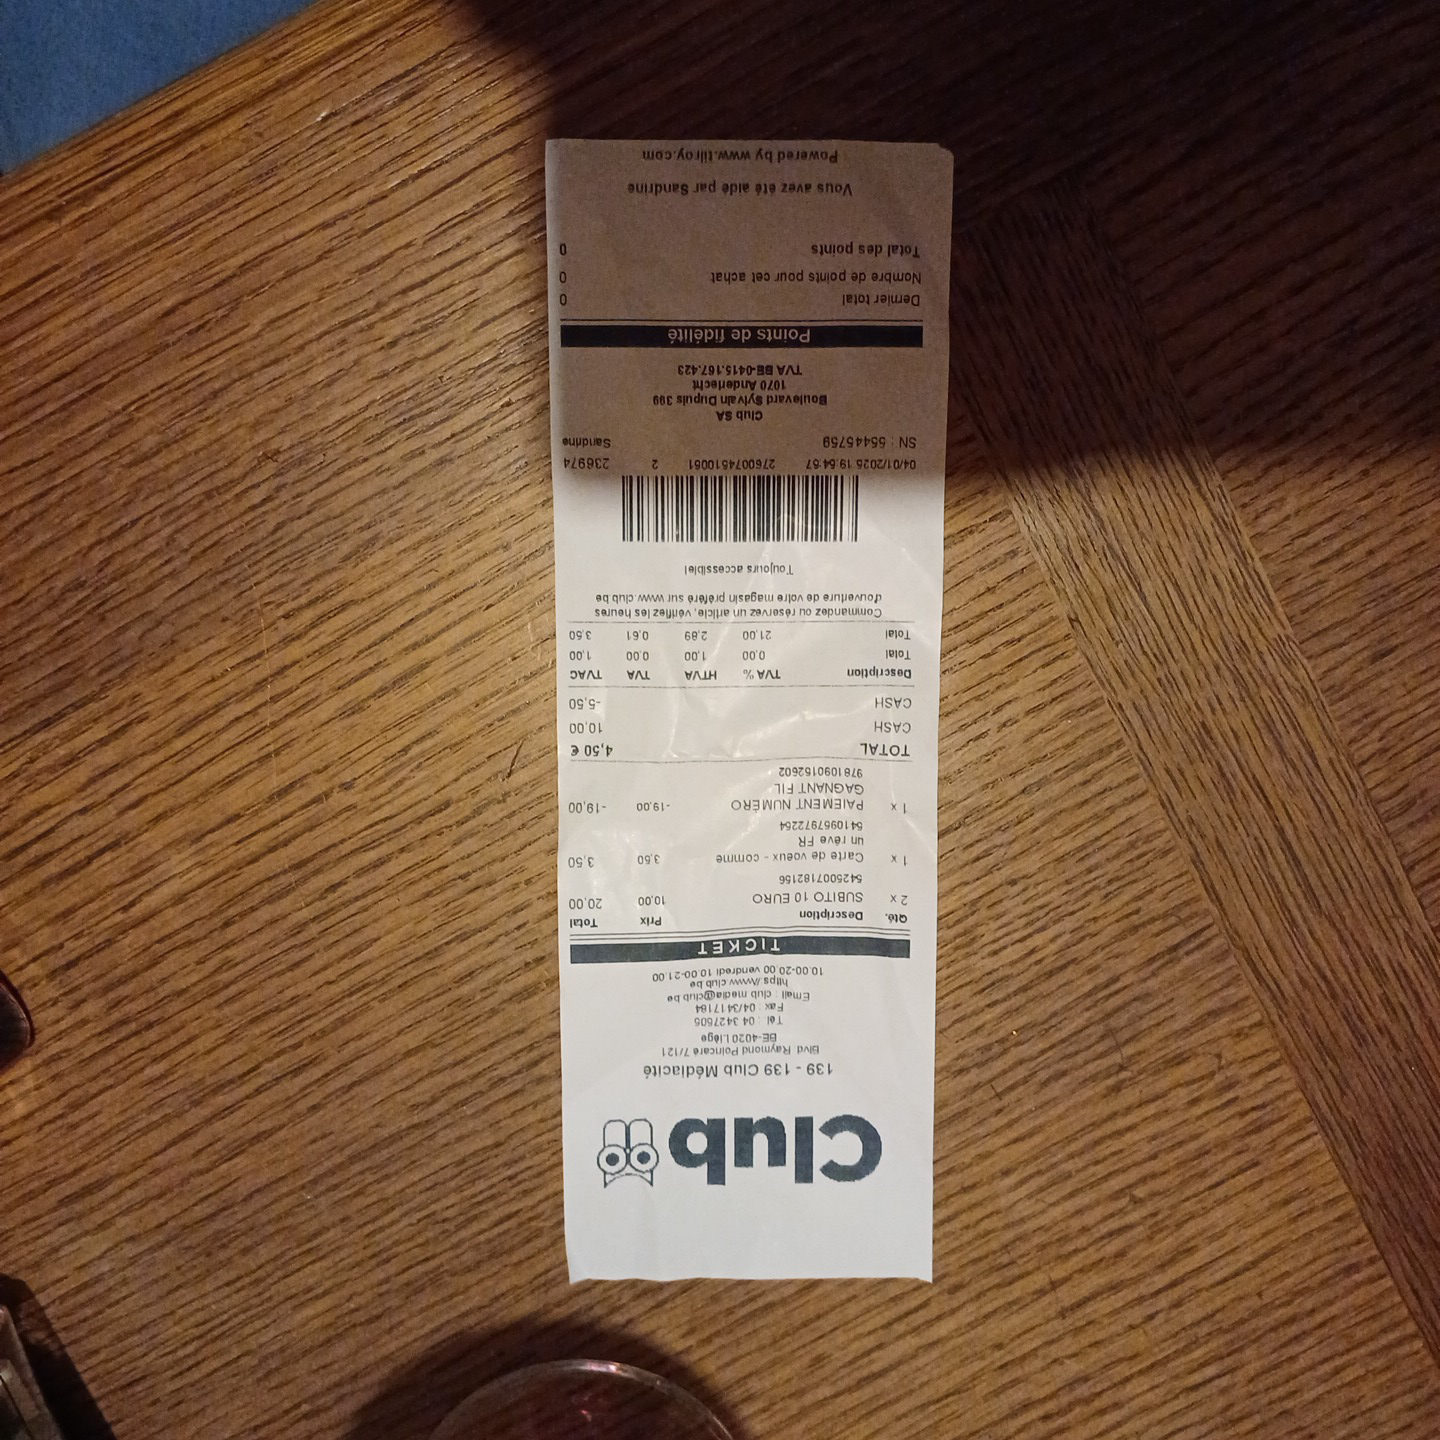 Club
139 - 139 Club Médiacité
Blvd. Raymond Poincaré 7/121
BE-4020 Liège
Tél : 04 3427505
Fax : 04/3417184
Email : club.media@club.be
https://www.club.be
10.00-20.00 vendredi 10.00-21.00
TICKET
Qté. Description Prix Total
2 x SUBITO 10 EURO 10,00 20,00
5425007182156
1 x Carte de voeux - comme 3,50 3,50
un rêve FR
5410957972254
1 x PAIEMENT NUMÉRO -19,00 -19,00
GAGNANT FIL
9781090152602
TOTAL 4,50 €
CASH 10,00
CASH -5,50
Description TVA % HTVA TVA TVAC
Total 0,00 1,00 0,00 1,00
Total 21,00 2,89 0,61 3,50
Commandez ou réservez un article, vérifiez les heures
d'ouverture de votre magasin préféré sur www.club.be
Toujours accessible!
04/01/2025 19:54:57 2760074510051 2 236974
SN : 55445759 Sandrine
Club SA
Boulevard Sylvain Dupuis 399
1070 Anderlecht
TVA BE-0415.167.423
Points de fidélité
Dernier total 0
Nombre de points pour cet achat 0
Total des points 0
Vous avez été aidé par Sandrine
Powered by www.tilroy.com